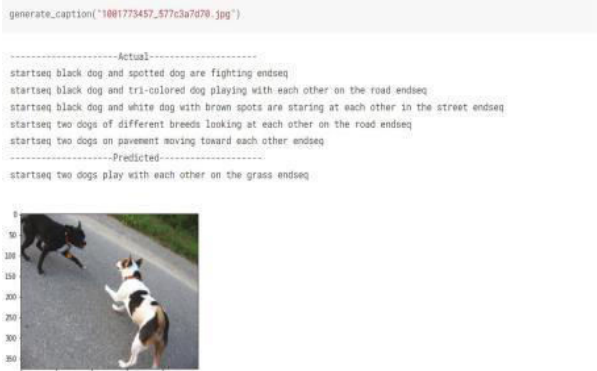 generate_caption("1001773457_577c3a7d70.jpg")
---------------------Actual---------------------
startseq black dog and spotted dog are fighting endseq
startseq black dog and tri-colored dog playing with each other on the road endseq
startseq black dog and white dog with brown spots are staring at each other in the street endseq
startseq two dogs of different breeds looking at each other on the road endseq
startseq two dogs on pavement moving toward each other endseq
--------------------Predicted--------------------
startseq two dogs play with each other on the grass endseq
0
50
100
150
200
250
300
350